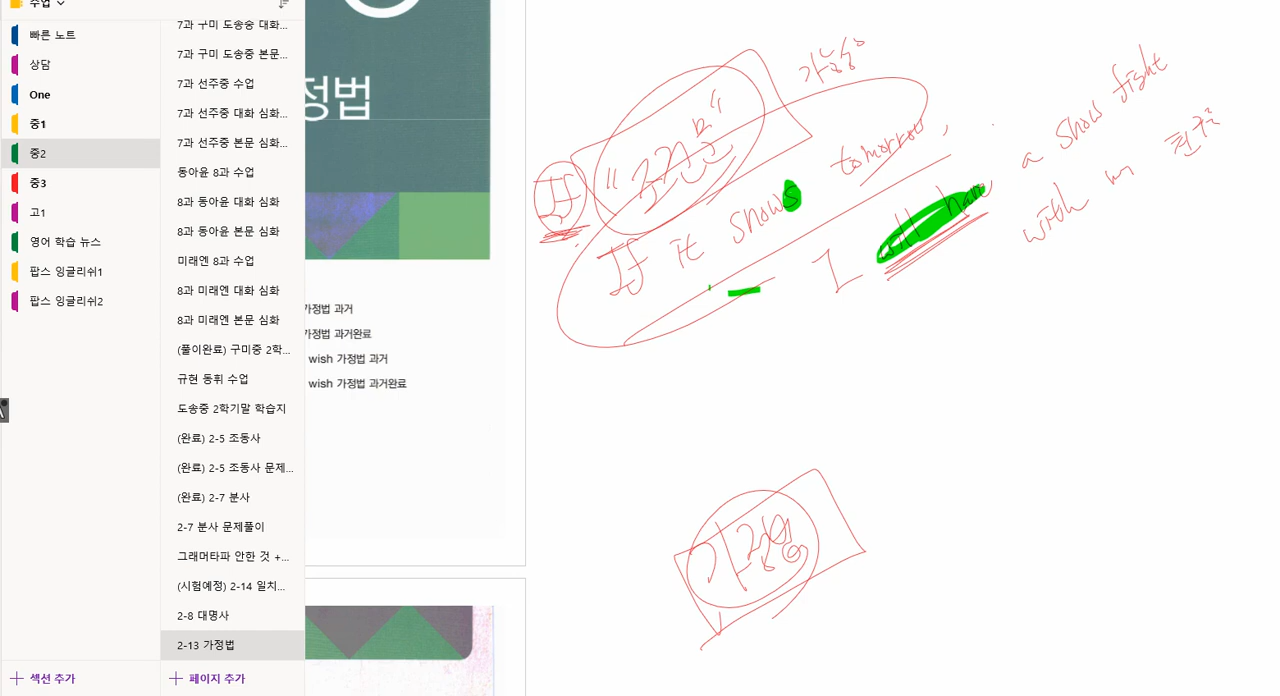 수업
빠른 노트
상담
One
중1
중2
중3
고1
영어 학습 뉴스
팝스 잉글리쉬1
팝스 잉글리쉬2
섹션 추가
7과 구미 도송중 대화...
7과 구미 도송중 본문...
7과 선주중 수업
7과 선주중 대화 심화...
7과 선주중 본문 심화...
동아윤 8과 수업
8과 동아윤 대화 심화
8과 동아윤 본문 심화
미래엔 8과 수업
8과 미래엔 대화 심화
8과 미래엔 본문 심화
(풀이완료) 구미중 2학...
규현 동휘 수업
도송중 2학기말 학습지
(완료) 2-5 조동사
(완료) 2-5 조동사 문제...
(완료) 2-7 분사
2-7 분사 문제풀이
그래머타파 안한 것 +...
(시험예정) 2-14 일치...
2-8 대명사
2-13 가정법
페이지 추가
정법
가정법 과거
가정법 과거완료
wish 가정법 과거
wish 가정법 과거완료
가능성
If "조건문"
If it shows tomorrow,
I will have a show fight
with my 친구
가정법